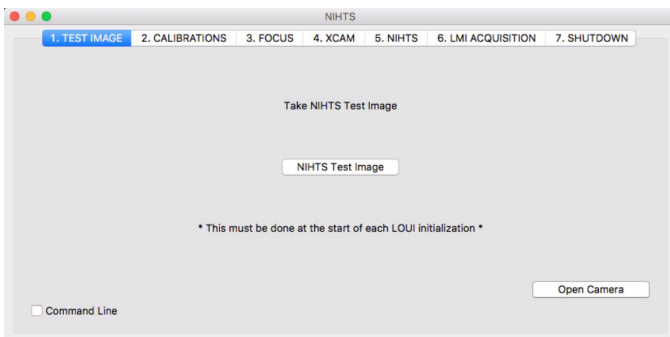 NIHTS
1. TEST IMAGE 2. CALIBRATIONS 3. FOCUS 4. XCAM 5. NIHTS 6. LMI ACQUISITION 7. SHUTDOWN
Take NIHTS Test Image
NIHTS Test Image
* This must be done at the start of each LOUI initialization *
Open Camera
Command Line